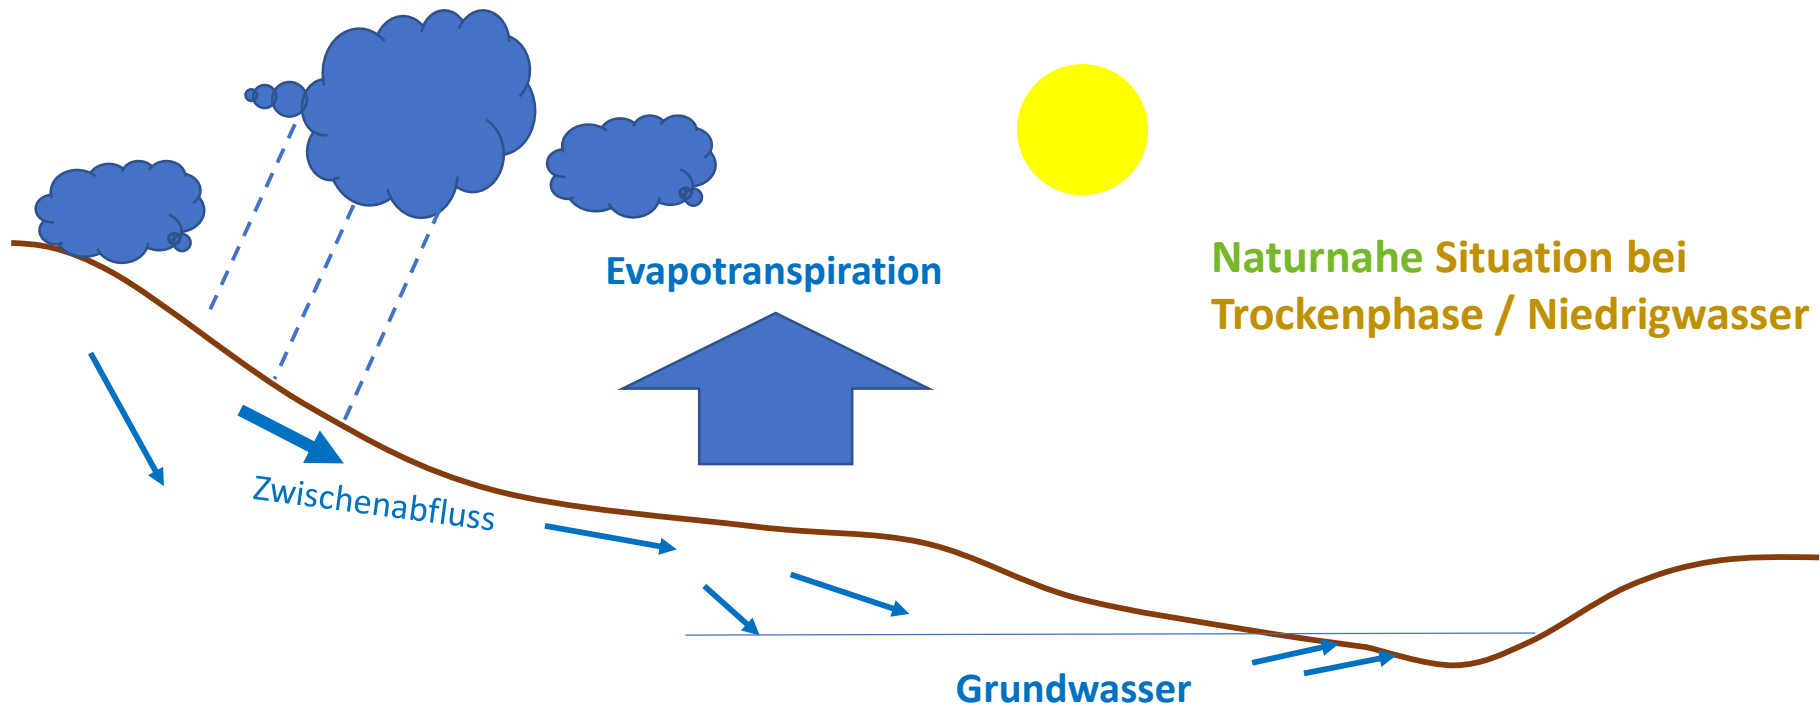 Evapotranspiration
Naturnahe Situation bei
Trockenphase / Niedrigwasser
Zwischenabfluss
Grundwasser